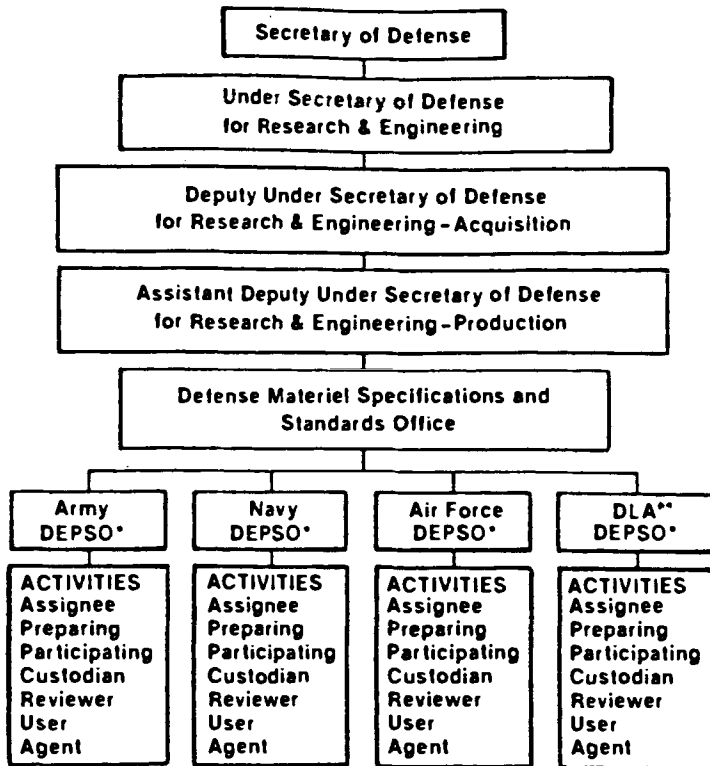 Secretary of Defense
Under Secretary of Defense
for Research & Engineering
Deputy Under Secretary of Defense
for Research & Engineering-Acquisition
Assistant Deputy Under Secretary of Defense
for Research & Engineering-Production
Defense Materiel Specifications and
Standards Office
Army
DEPSO*
Navy
DEPSO*
Air Force
DEPSO*
DLA**
DEPSO*
ACTIVITIES
Assignee
Preparing
Participating
Custodian
Reviewer
User
Agent
ACTIVITIES
Assignee
Preparing
Participating
Custodian
Reviewer
User
Agent
ACTIVITIES
Assignee
Preparing
Participating
Custodian
Reviewer
User
Agent
ACTIVITIES
Assignee
Preparing
Participating
Custodian
Reviewer
User
Agent